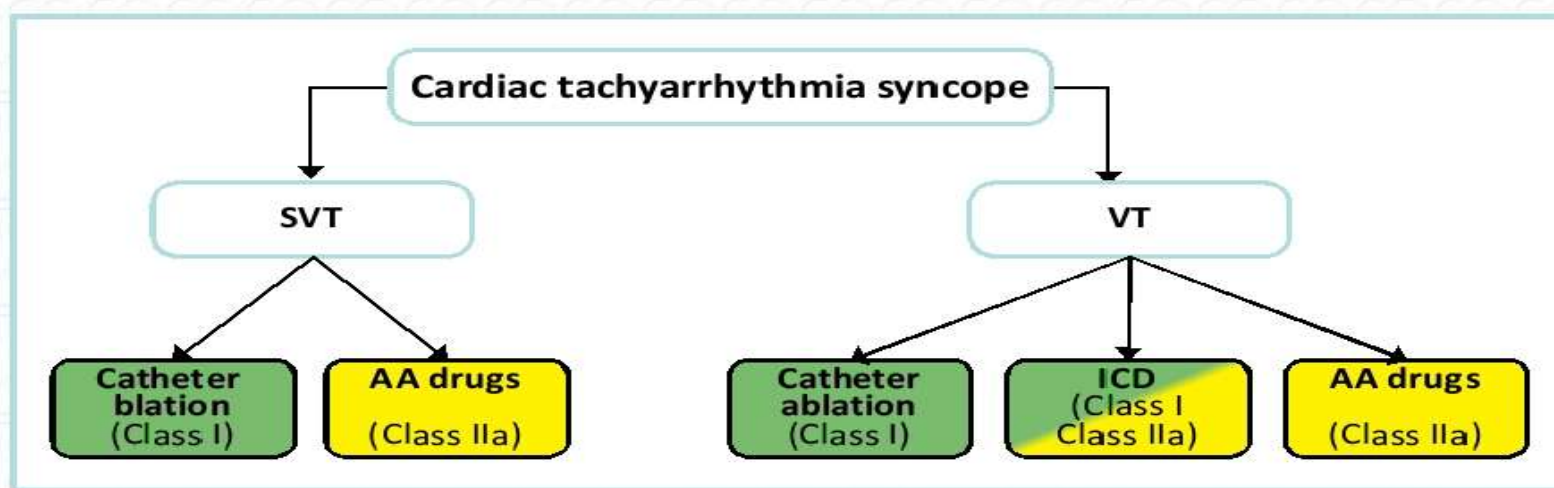 Cardiac tachyarrhythmia syncope
SVT
VT
Catheter
blation
(Class I)
AA drugs
(Class IIa)
Catheter
ablation
(Class I)
ICD
(Class I
Class IIa)
AA drugs
(Class IIa)